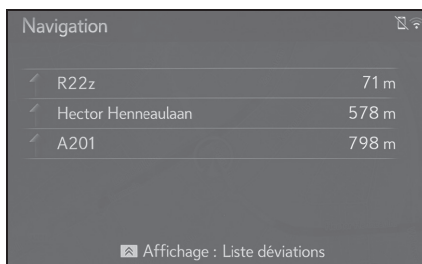 Navigation
R22z 71 m
Hector Henneaulaan 578 m
A201 798 m
Affichage : Liste déviations